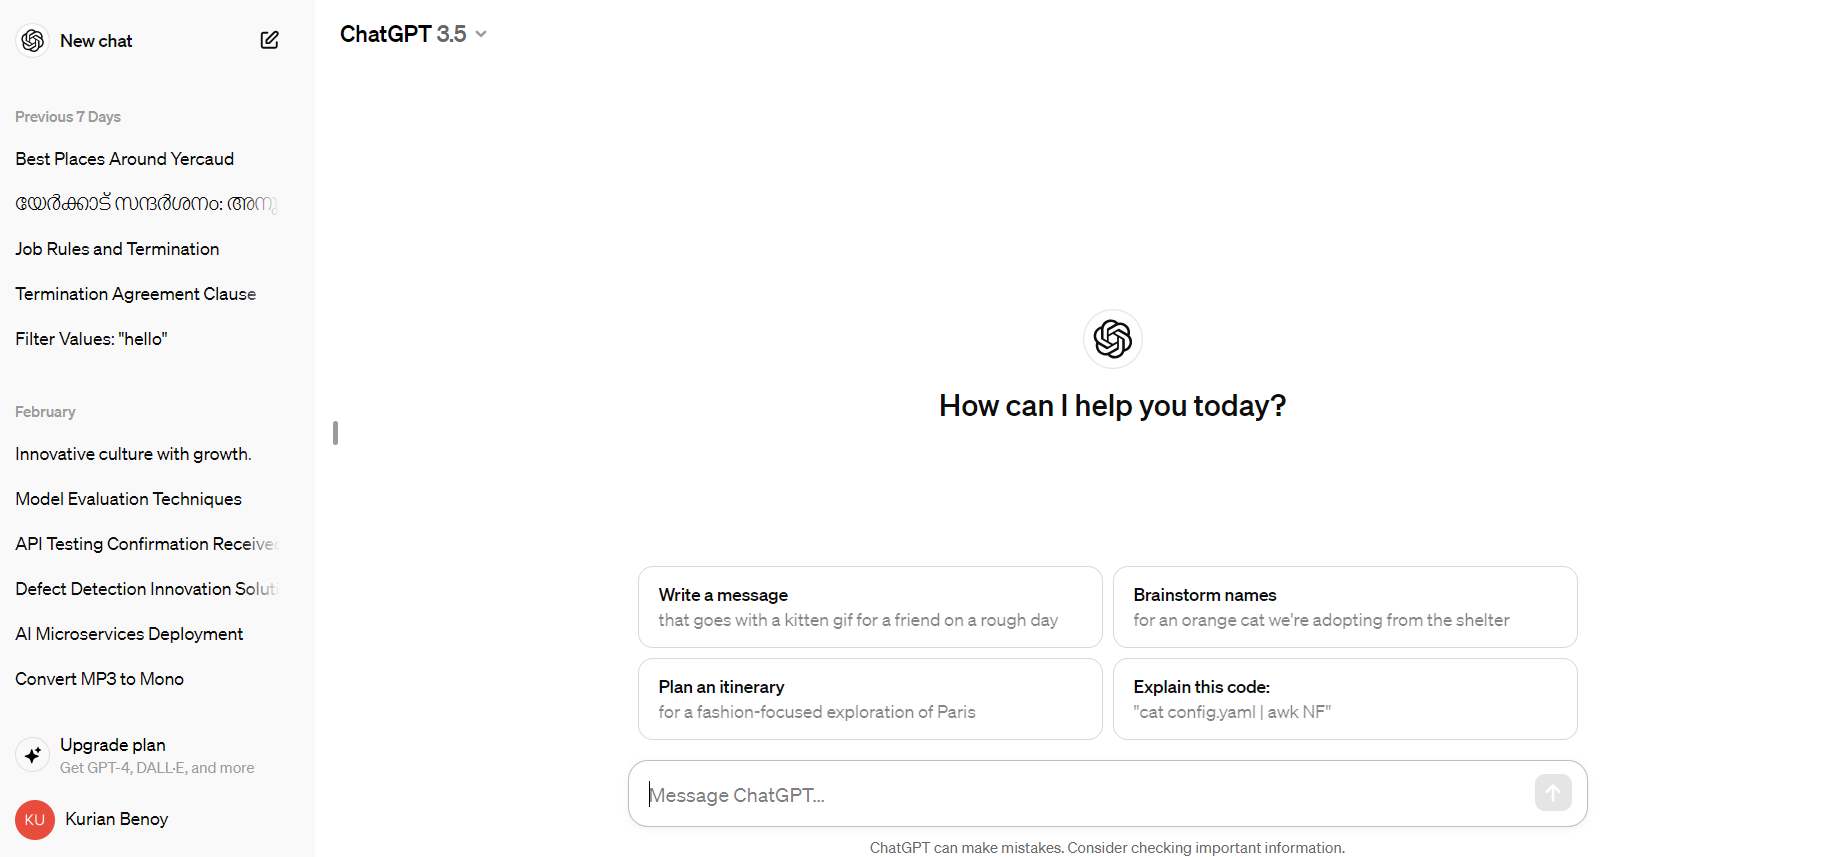 New chat
Previous 7 Days
Best Places Around Yercaud
യേർക്കാട് സന്ദർശനം:
Job Rules and Termination
Termination Agreement Clause
Filter Values: "hello"
February
Innovative culture with growth.
Model Evaluation Techniques
API Testing Confirmation Received
Defect Detection Innovation Soluti
AI Microservices Deployment
Convert MP3 to Mono
Upgrade plan
Get GPT-4, DALL·E, and more
KU
Kurian Benoy
ChatGPT 3.5
How can I help you today?
Write a message
that goes with a kitten gif for a friend on a rough day
Brainstorm names
for an orange cat we're adopting from the shelter
Plan an itinerary
for a fashion-focused exploration of Paris
Explain this code:
"cat config.yaml | awk NF"
Message ChatGPT...
ChatGPT can make mistakes. Consider checking important information.